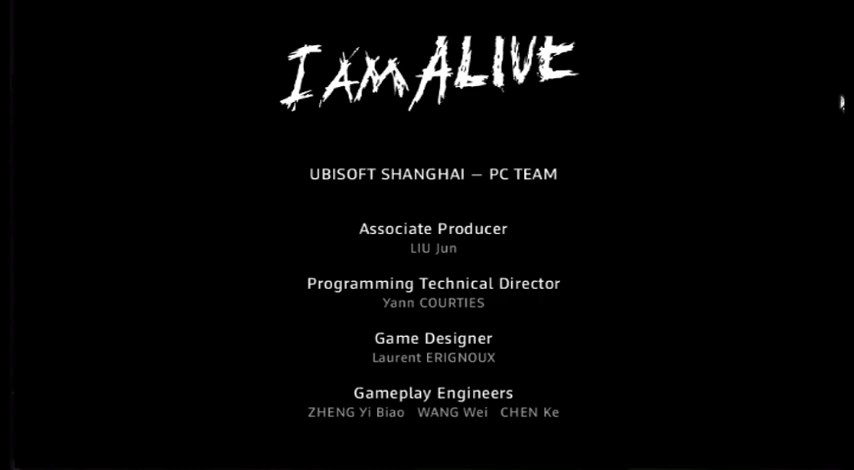 I AM ALIVE
UBISOFT SHANGHAI – PC TEAM
Associate Producer
LIU Jun
Programming Technical Director
Yann COURTIES
Game Designer
Laurent ERIGNOUX
Gameplay Engineers
ZHENG Yi Biao WANG Wei CHEN Ke